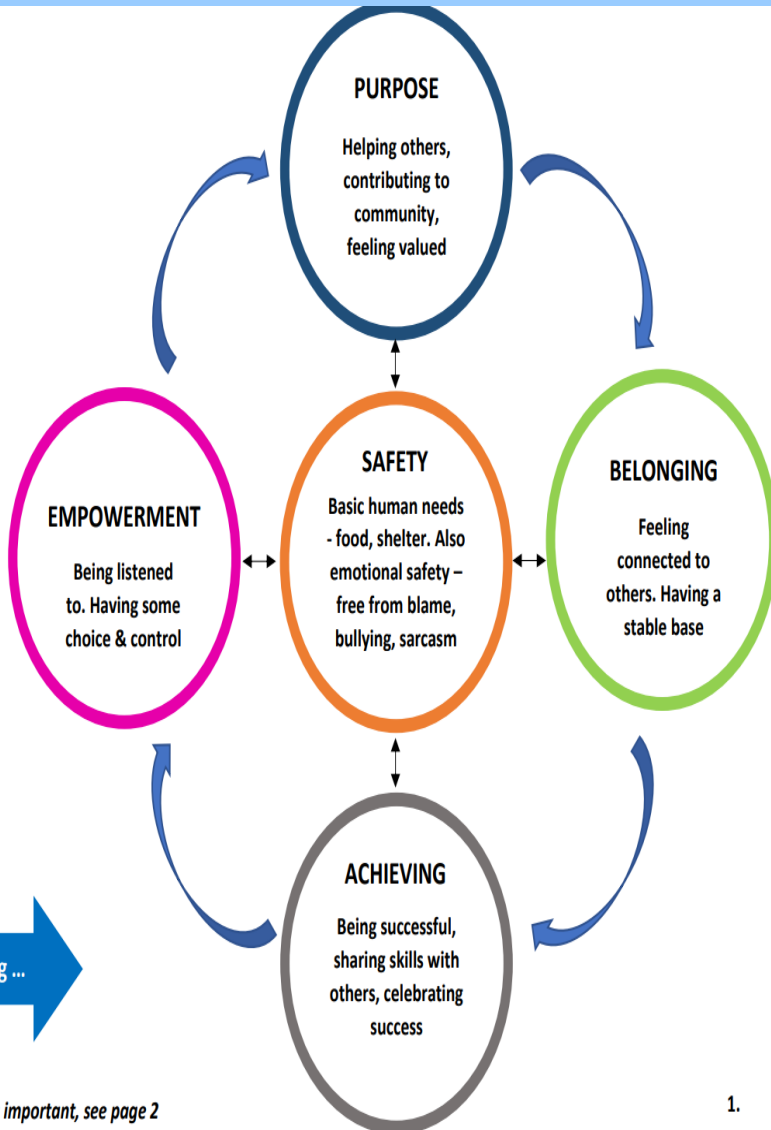 PURPOSE
Helping others,
contributing to
community,
feeling valued
EMPOWERMENT
Being listened
to. Having some
choice & control
SAFETY
Basic human needs
- food, shelter. Also
emotional safety –
free from blame,
bullying, sarcasm
BELONGING
Feeling
connected to
others. Having a
stable base
ACHIEVING
Being successful,
sharing skills with
others, celebrating
success
g ...
important, see page 2
1.